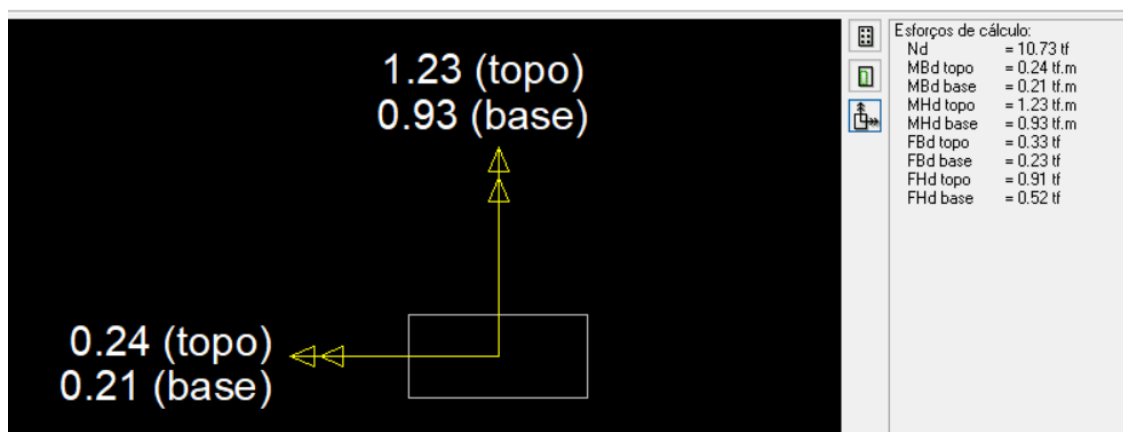 1.23 (topo)
0.93 (base)
0.24 (topo)
0.21 (base)
Esforços de cálculo:
Nd = 10.73 tf
MBd topo = 0.24 tf.m
MBd base = 0.21 tf.m
MHd topo = 1.23 tf.m
MHd base = 0.93 tf.m
FBd topo = 0.33 tf
FBd base = 0.23 tf
FHd topo = 0.91 tf
FHd base = 0.52 tf